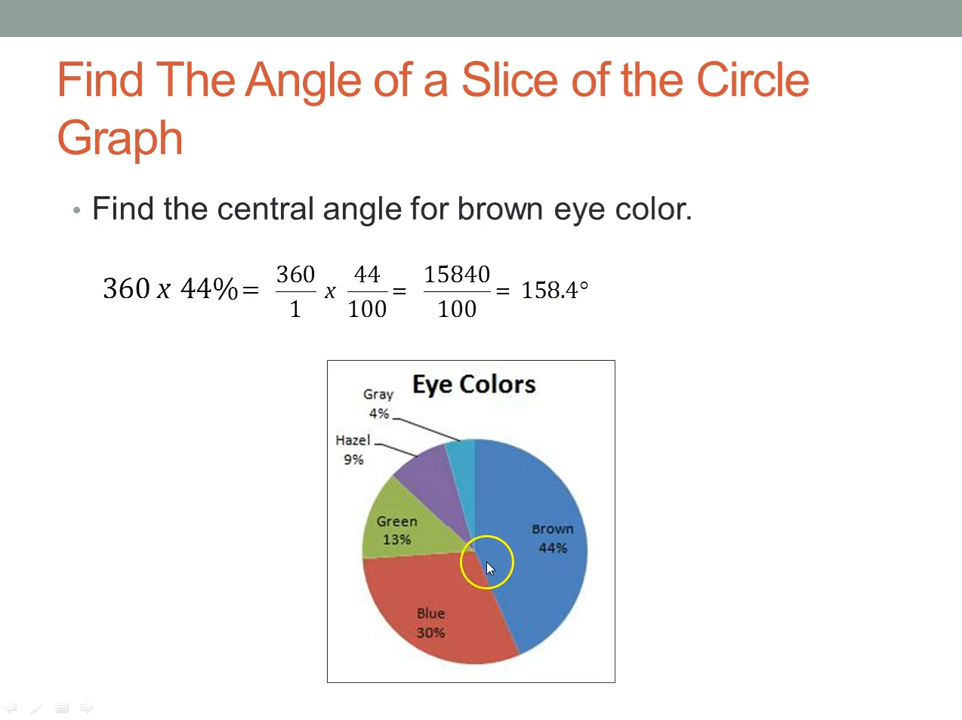 Find The Angle of a Slice of the Circle
Graph
• Find the central angle for brown eye color.
360 x 44% = 360/1 x 44/100 = 15840/100 = 158.4°
Eye Colors
Gray
4%
Hazel
9%
Green
13%
Brown
44%
Blue
30%